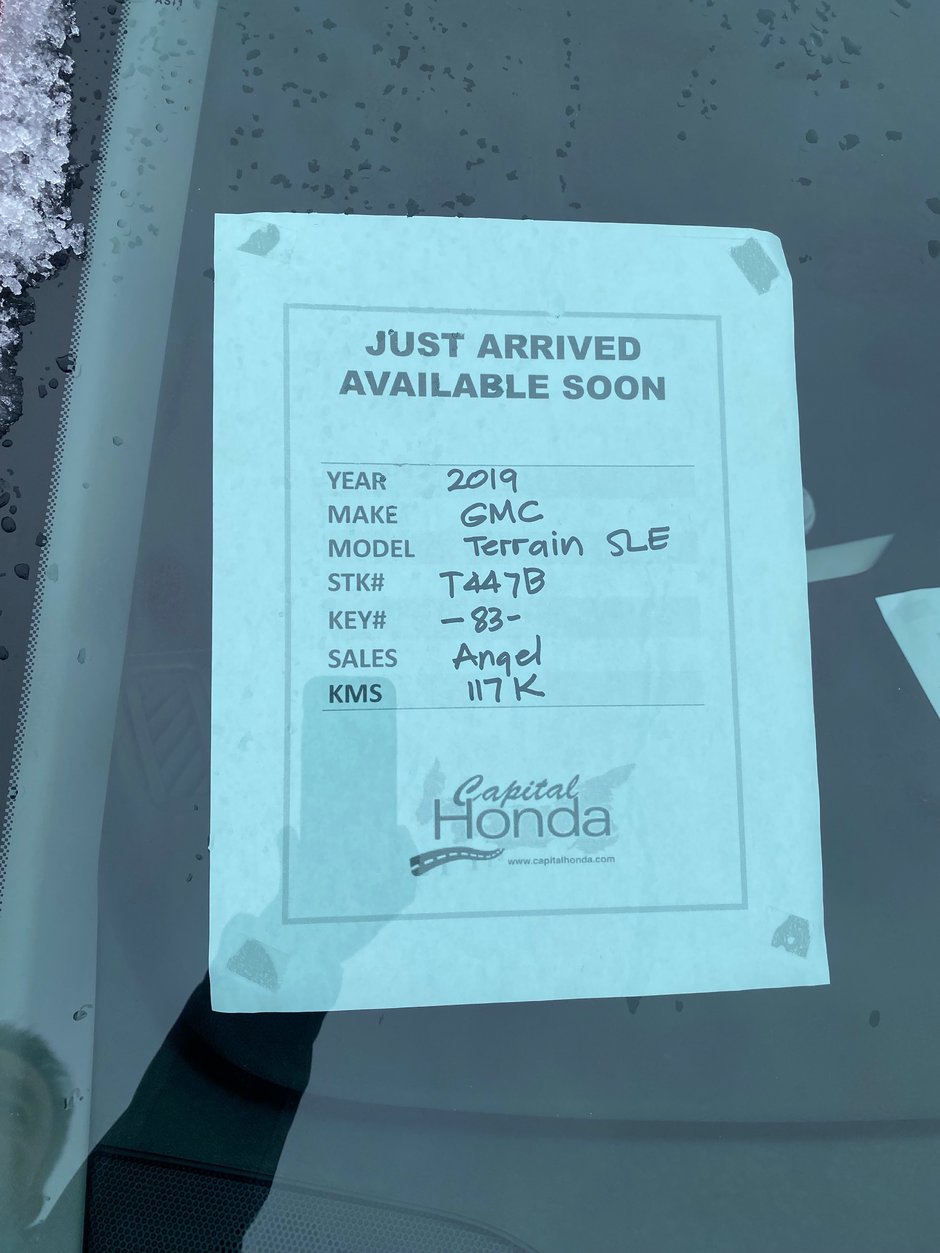 JUST ARRIVED
AVAILABLE SOON
YEAR 2019
MAKE GMC
MODEL Terrain SLE
STK# T447B
KEY# -83-
SALES Angel
KMS 117K
Capital
Honda
www.capitalhonda.com